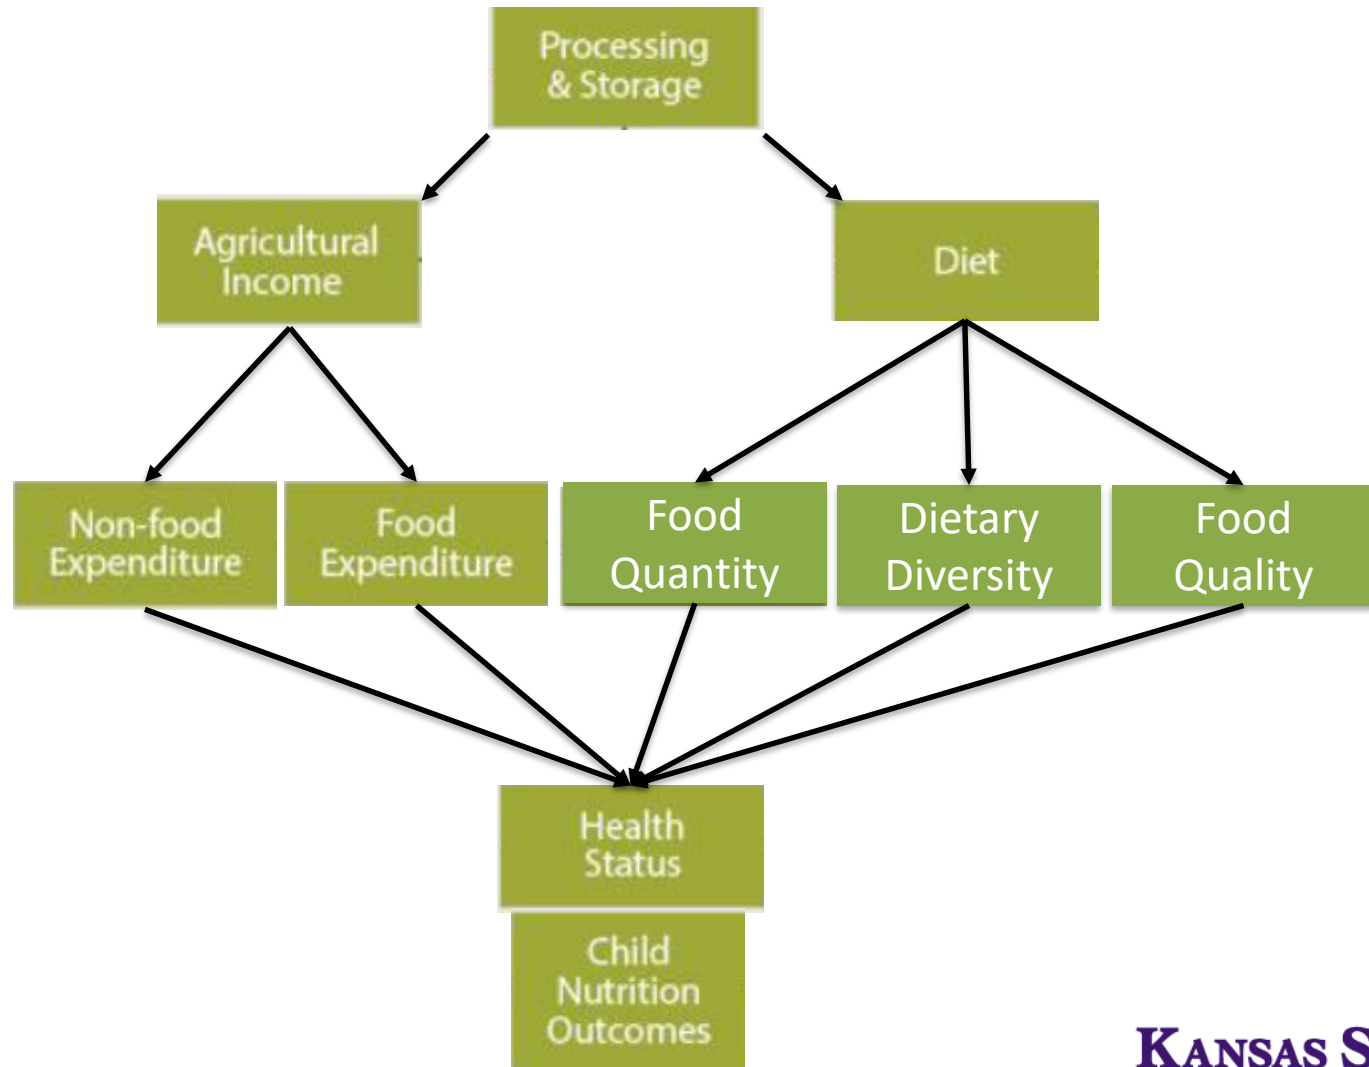 Processing
& Storage
Agricultural
Income
Diet
Non-food
Expenditure
Food
Expenditure
Food
Quantity
Dietary
Diversity
Food
Quality
Health
Status
Child
Nutrition
Outcomes
KANSAS S